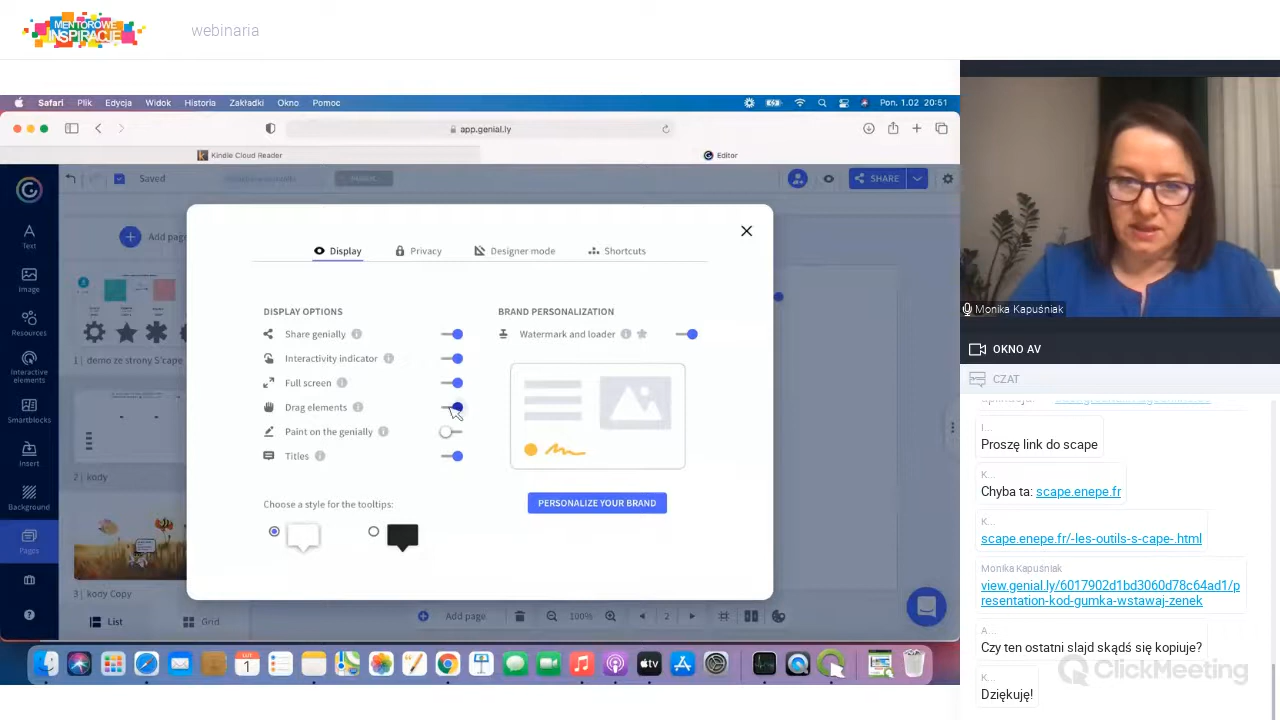 MENTOROWE
INSPIRACJE
webinaria
Safari Plik Edycja Widok Historia Zakładki Okno Pomoc
Pon. 1.02 20:51
app.genial.ly
Kindle Cloud Reader
Editor
Saved
SHARE
Text
Image
Resources
Interactive
elements
Smartblocks
Insert
Background
Pages
Add page
1 | demo ze strony S'cape
2 | kody
3 | kody Copy
List
Grid
Display
Privacy
Designer mode
Shortcuts
DISPLAY OPTIONS
Share genially
Interactivity indicator
Full screen
Drag elements
Paint on the genially
Titles
Choose a style for the tooltips:
BRAND PERSONALIZATION
Watermark and loader
PERSONALIZE YOUR BRAND
Add page
100%
2
LUT
1
tv
Monika Kapuśniak
OKNO AV
CZAT
I...
Proszę link do scape
K...
Chyba ta: scape.enepe.fr
K...
scape.enepe.fr/-les-outils-s-cape-.html
Monika Kapuśniak
view.genial.ly/6017902d1bd3060d78c64ad1/p
resentation-kod-gumka-wstawaj-zenek
A...
Czy ten ostatni slajd skądś się kopiuje?
K...
Dziękuję!
ClickMeeting